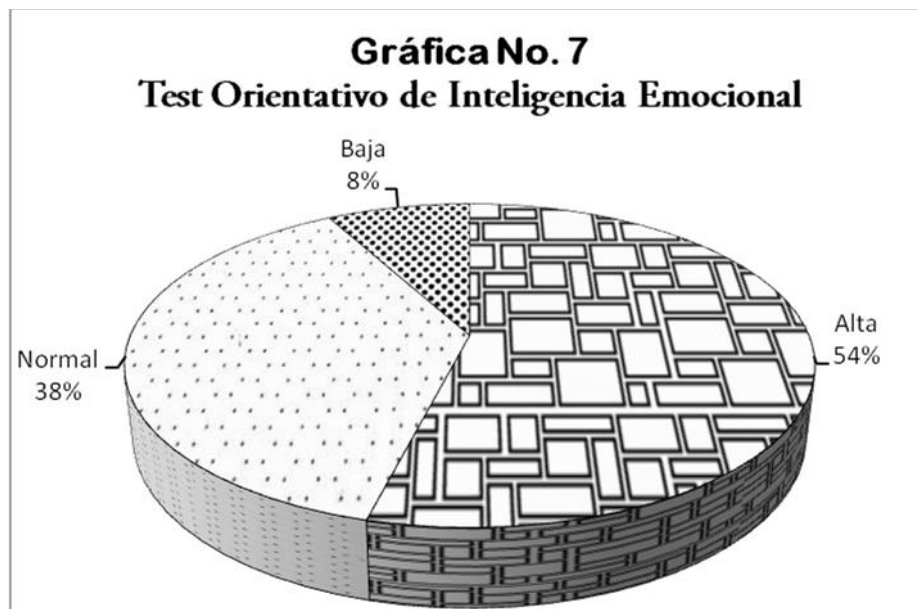 Gráfica No. 7
Test Orientativo de Inteligencia Emocional
Baja
8%
Alta
54%
Normal
38%